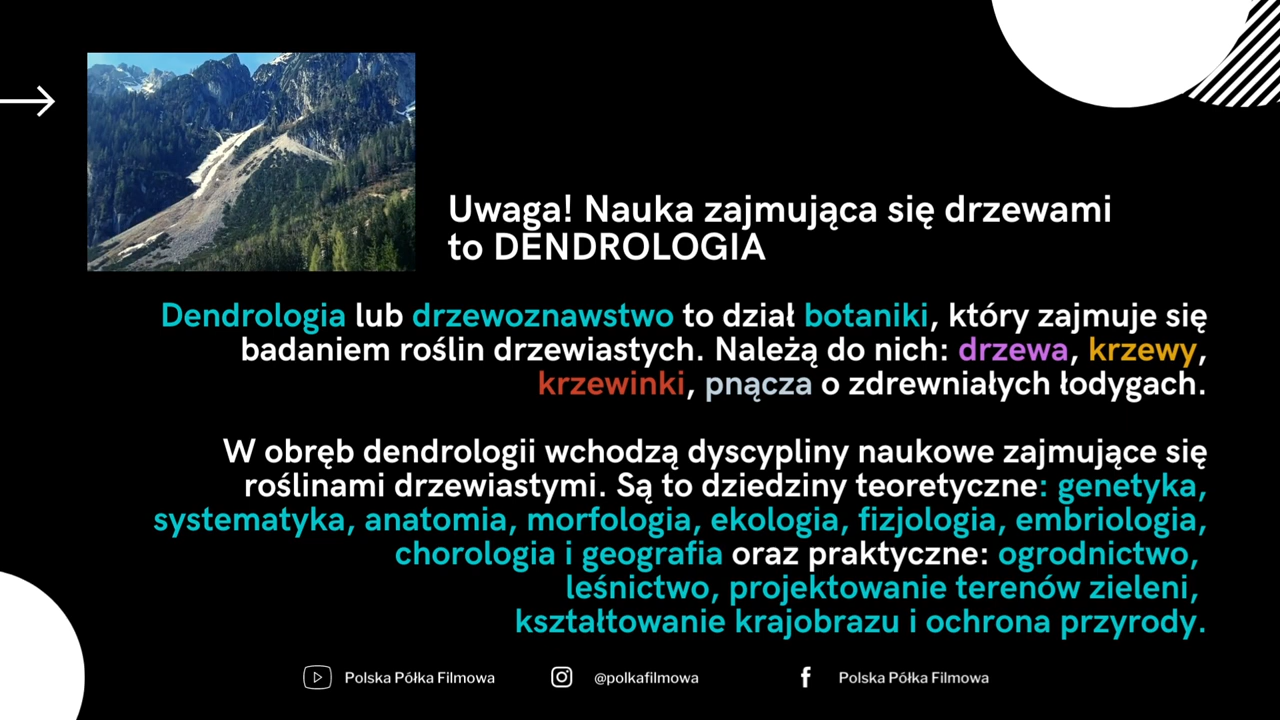 Uwaga! Nauka zajmująca się drzewami
to DENDROLOGIA
Dendrologia lub drzewoznawstwo to dział botaniki, który zajmuje się
badaniem roślin drzewiastych. Należą do nich: drzewa, krzewy,
krzewinki, pnącza o zdrewniałych łodygach.
W obręb dendrologii wchodzą dyscypliny naukowe zajmujące się
roślinami drzewiastymi. Są to dziedziny teoretyczne: genetyka,
systematyka, anatomia, morfologia, ekologia, fizjologia, embriologia,
chorologia i geografia oraz praktyczne: ogrodnictwo,
leśnictwo, projektowanie terenów zieleni,
kształtowanie krajobrazu i ochrona przyrody.
Polska Półka Filmowa @polkafilmowa Polska Półka Filmowa